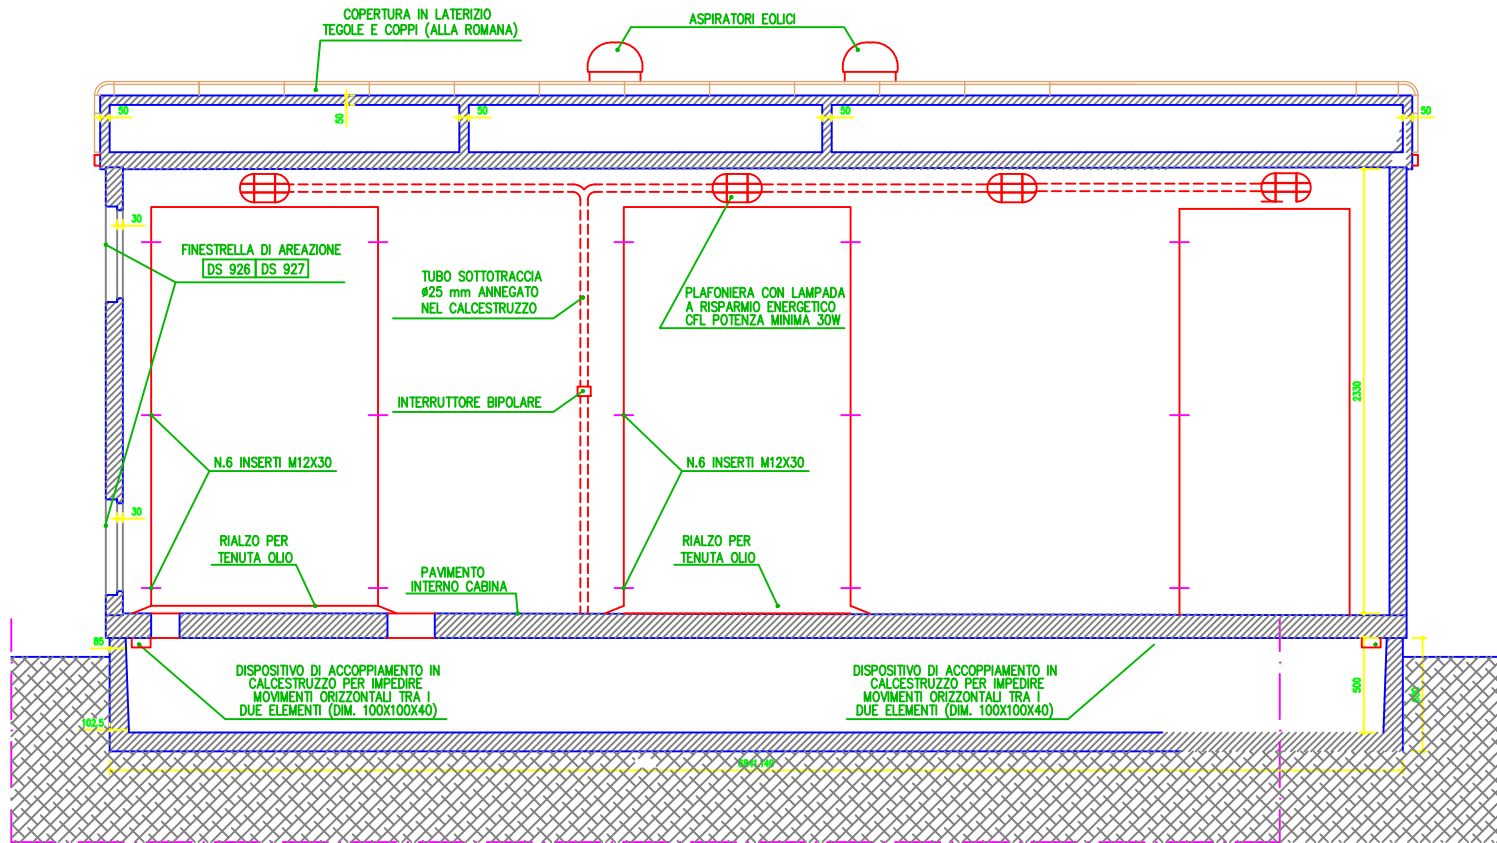 COPERTURA IN LATERIZIO
TEGOLE E COPPI (ALLA ROMANA)
ASPIRATORI EOLICI
50
50
50
50
50
30
FINESTRELLA DI AREAZIONE
DS 926 DS 927
TUBO SOTTOTRACCIA
Ø25 mm ANNEGATO
NEL CALCESTRUZZO
PLAFONIERA CON LAMPADA
A RISPARMIO ENERGETICO
CFL POTENZA MINIMA 30W
2330
INTERRUTTORE BIPOLARE
N.6 INSERTI M12X30
N.6 INSERTI M12X30
30
RIALZO PER
TENUTA OLIO
RIALZO PER
TENUTA OLIO
PAVIMENTO
INTERNO CABINA
85
DISPOSITIVO DI ACCOPPIAMENTO IN
CALCESTRUZZO PER IMPEDIRE
MOVIMENTI ORIZZONTALI TRA I
DUE ELEMENTI (DIM. 100X100X40)
DISPOSITIVO DI ACCOPPIAMENTO IN
CALCESTRUZZO PER IMPEDIRE
MOVIMENTI ORIZZONTALI TRA I
DUE ELEMENTI (DIM. 100X100X40)
500
102.5